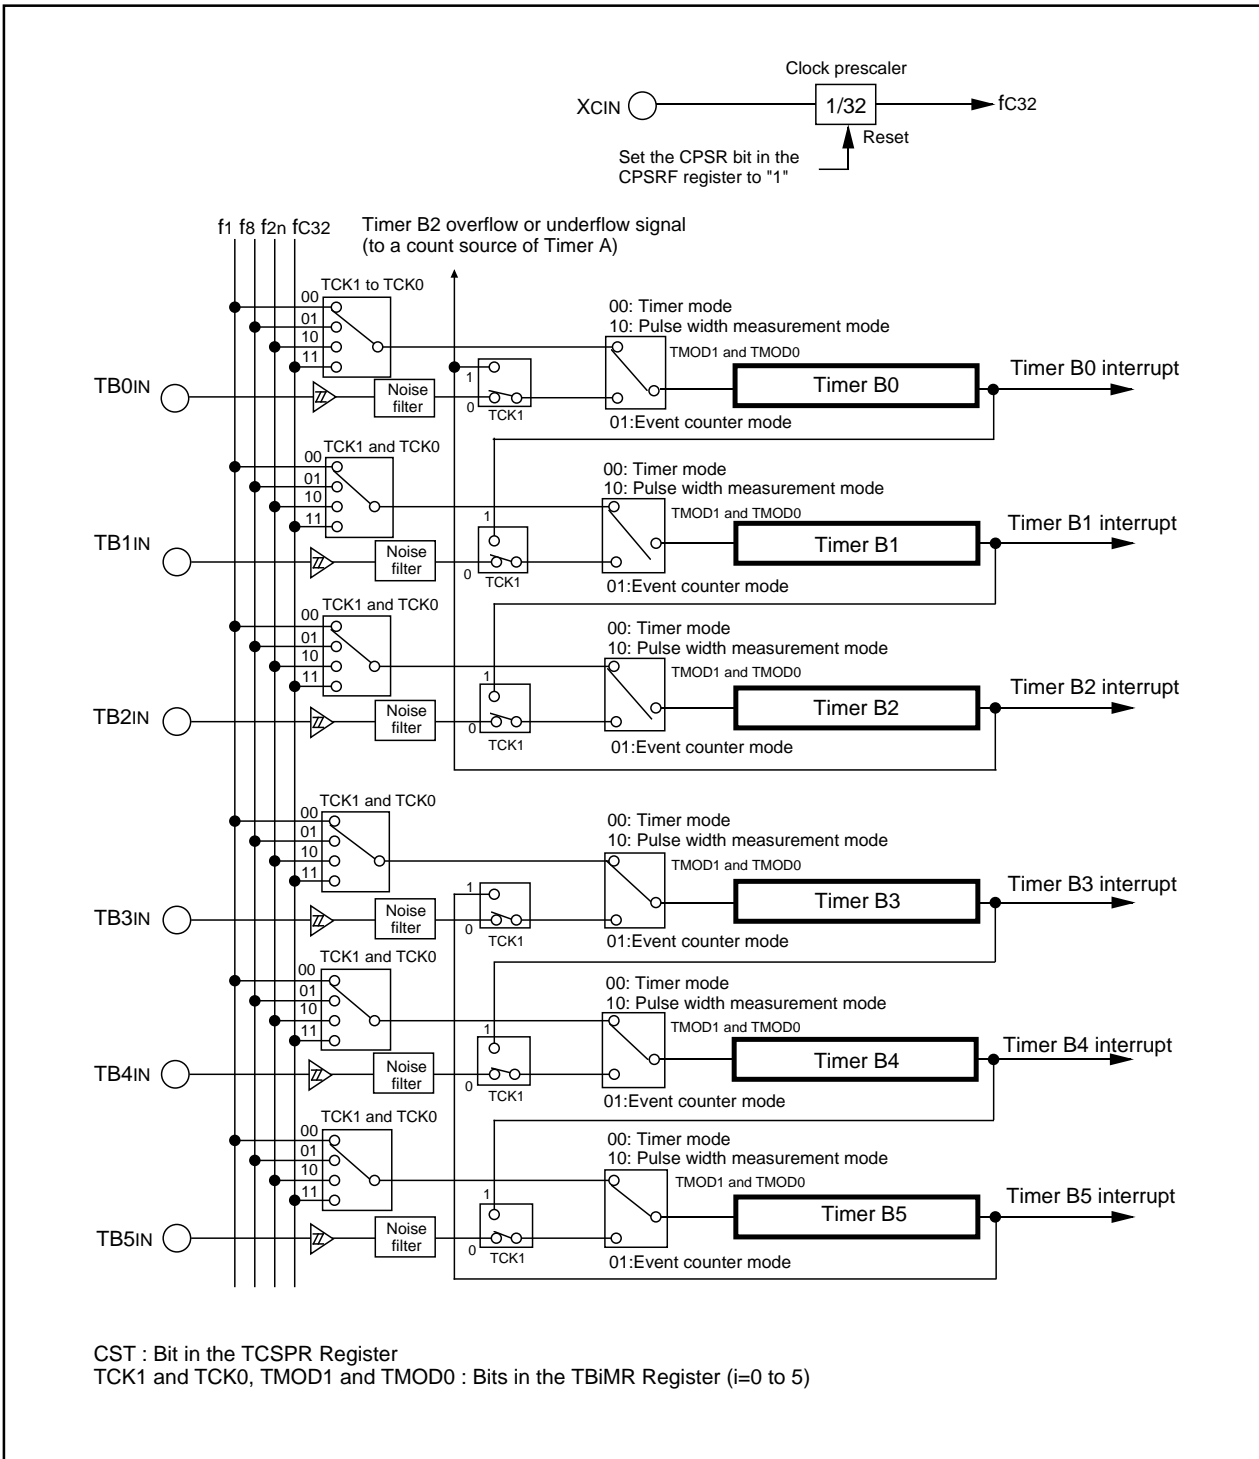 Clock prescaler
XCIN
1/32
fC32
Reset
Set the CPSR bit in the
CPSRF register to "1"
f1 f8 f2n fC32
Timer B2 overflow or underflow signal
(to a count source of Timer A)
TCK1 to TCK0
00
01
10
11
00: Timer mode
10: Pulse width measurement mode
TMOD1 and TMOD0
TB0IN
Noise
filter
1
0
TCK1
Timer B0
Timer B0 interrupt
01:Event counter mode
TCK1 and TCK0
00
01
10
11
00: Timer mode
10: Pulse width measurement mode
TMOD1 and TMOD0
TB1IN
Noise
filter
1
0
TCK1
Timer B1
Timer B1 interrupt
01:Event counter mode
TCK1 and TCK0
00
01
10
11
00: Timer mode
10: Pulse width measurement mode
TMOD1 and TMOD0
TB2IN
Noise
filter
1
0
TCK1
Timer B2
Timer B2 interrupt
01:Event counter mode
TCK1 and TCK0
00
01
10
11
00: Timer mode
10: Pulse width measurement mode
TMOD1 and TMOD0
TB3IN
Noise
filter
1
0
TCK1
Timer B3
Timer B3 interrupt
01:Event counter mode
TCK1 and TCK0
00
01
10
11
00: Timer mode
10: Pulse width measurement mode
TMOD1 and TMOD0
TB4IN
Noise
filter
1
0
TCK1
Timer B4
Timer B4 interrupt
01:Event counter mode
TCK1 and TCK0
00
01
10
11
00: Timer mode
10: Pulse width measurement mode
TMOD1 and TMOD0
TB5IN
Noise
filter
1
0
TCK1
Timer B5
Timer B5 interrupt
01:Event counter mode
CST : Bit in the TCSPR Register
TCK1 and TCK0, TMOD1 and TMOD0 : Bits in the TBiMR Register (i=0 to 5)